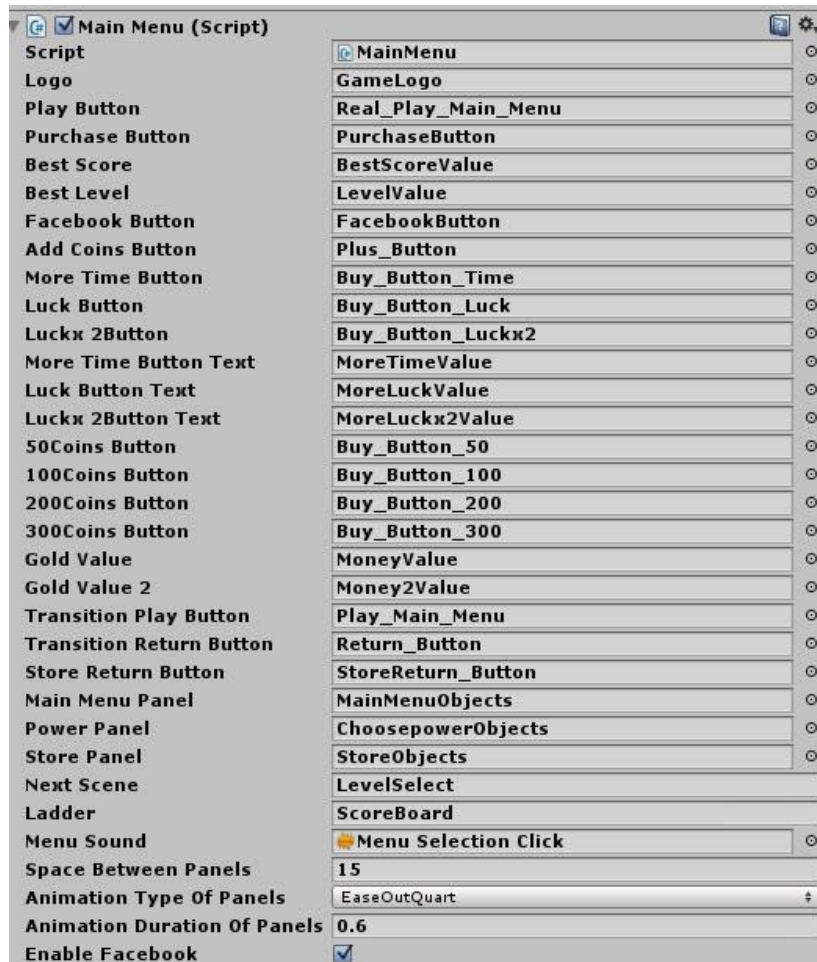 Main Menu (Script)
Script MainMenu
Logo GameLogo
Play Button Real_Play_Main_Menu
Purchase Button PurchaseButton
Best Score BestScoreValue
Best Level LevelValue
Facebook Button FacebookButton
Add Coins Button Plus_Button
More Time Button Buy_Button_Time
Luck Button Buy_Button_Luck
Luckx 2Button Buy_Button_Luckx2
More Time Button Text MoreTimeValue
Luck Button Text MoreLuckValue
Luckx 2Button Text MoreLuckx2Value
50Coins Button Buy_Button_50
100Coins Button Buy_Button_100
200Coins Button Buy_Button_200
300Coins Button Buy_Button_300
Gold Value MoneyValue
Gold Value 2 Money2Value
Transition Play Button Play_Main_Menu
Transition Return Button Return_Button
Store Return Button StoreReturn_Button
Main Menu Panel MainMenuObjects
Power Panel ChoosepowerObjects
Store Panel StoreObjects
Next Scene LevelSelect
Ladder ScoreBoard
Menu Sound Menu Selection Click
Space Between Panels 15
Animation Type Of Panels EaseOutQuart
Animation Duration Of Panels 0.6
Enable Facebook